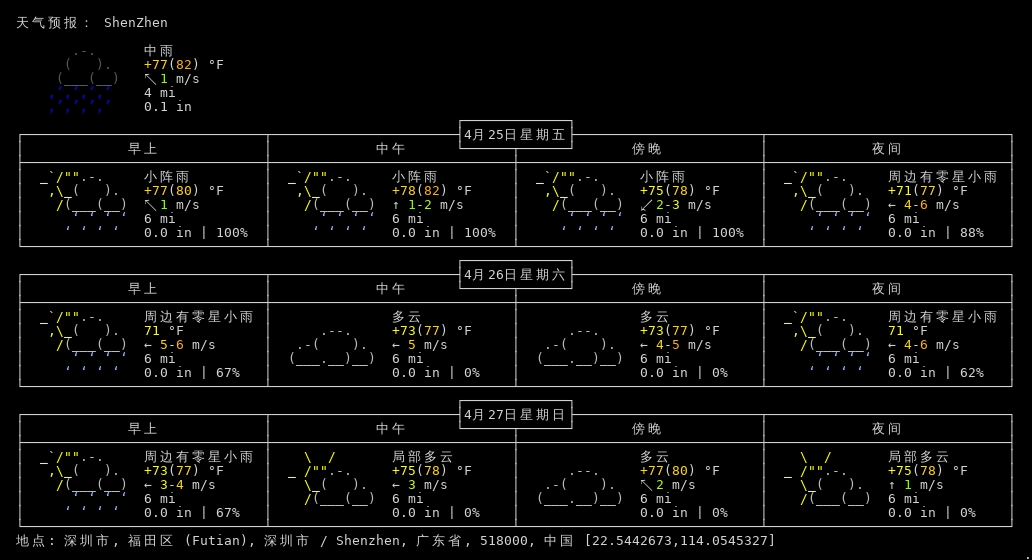 天气预报： ShenZhen
中雨
+77(82) °F
↖ 1 m/s
4 mi
0.1 in
4月25日星期五
早上 中午 傍晚 夜间
小阵雨 小阵雨 小阵雨 周边有零星小雨
+77(80) °F +78(82) °F +75(78) °F +71(77) °F
↖ 1 m/s ↑ 1-2 m/s ↙ 2-3 m/s ← 4-6 m/s
6 mi 6 mi 6 mi 6 mi
0.0 in | 100% 0.0 in | 100% 0.0 in | 100% 0.0 in | 88%
4月26日星期六
早上 中午 傍晚 夜间
周边有零星小雨 多云 多云 周边有零星小雨
71 °F +73(77) °F +73(77) °F 71 °F
← 5-6 m/s ← 5 m/s ← 4-5 m/s ← 4-6 m/s
6 mi 6 mi 6 mi 6 mi
0.0 in | 67% 0.0 in | 0% 0.0 in | 0% 0.0 in | 62%
4月27日星期日
早上 中午 傍晚 夜间
周边有零星小雨 局部多云 多云 局部多云
+73(77) °F +75(78) °F +77(80) °F +75(78) °F
← 3-4 m/s ← 3 m/s ↖ 2 m/s ↑ 1 m/s
6 mi 6 mi 6 mi 6 mi
0.0 in | 67% 0.0 in | 0% 0.0 in | 0% 0.0 in | 0%
地点: 深圳市, 福田区 (Futian), 深圳市 / Shenzhen, 广东省, 518000, 中国 [22.5442673,114.0545327]